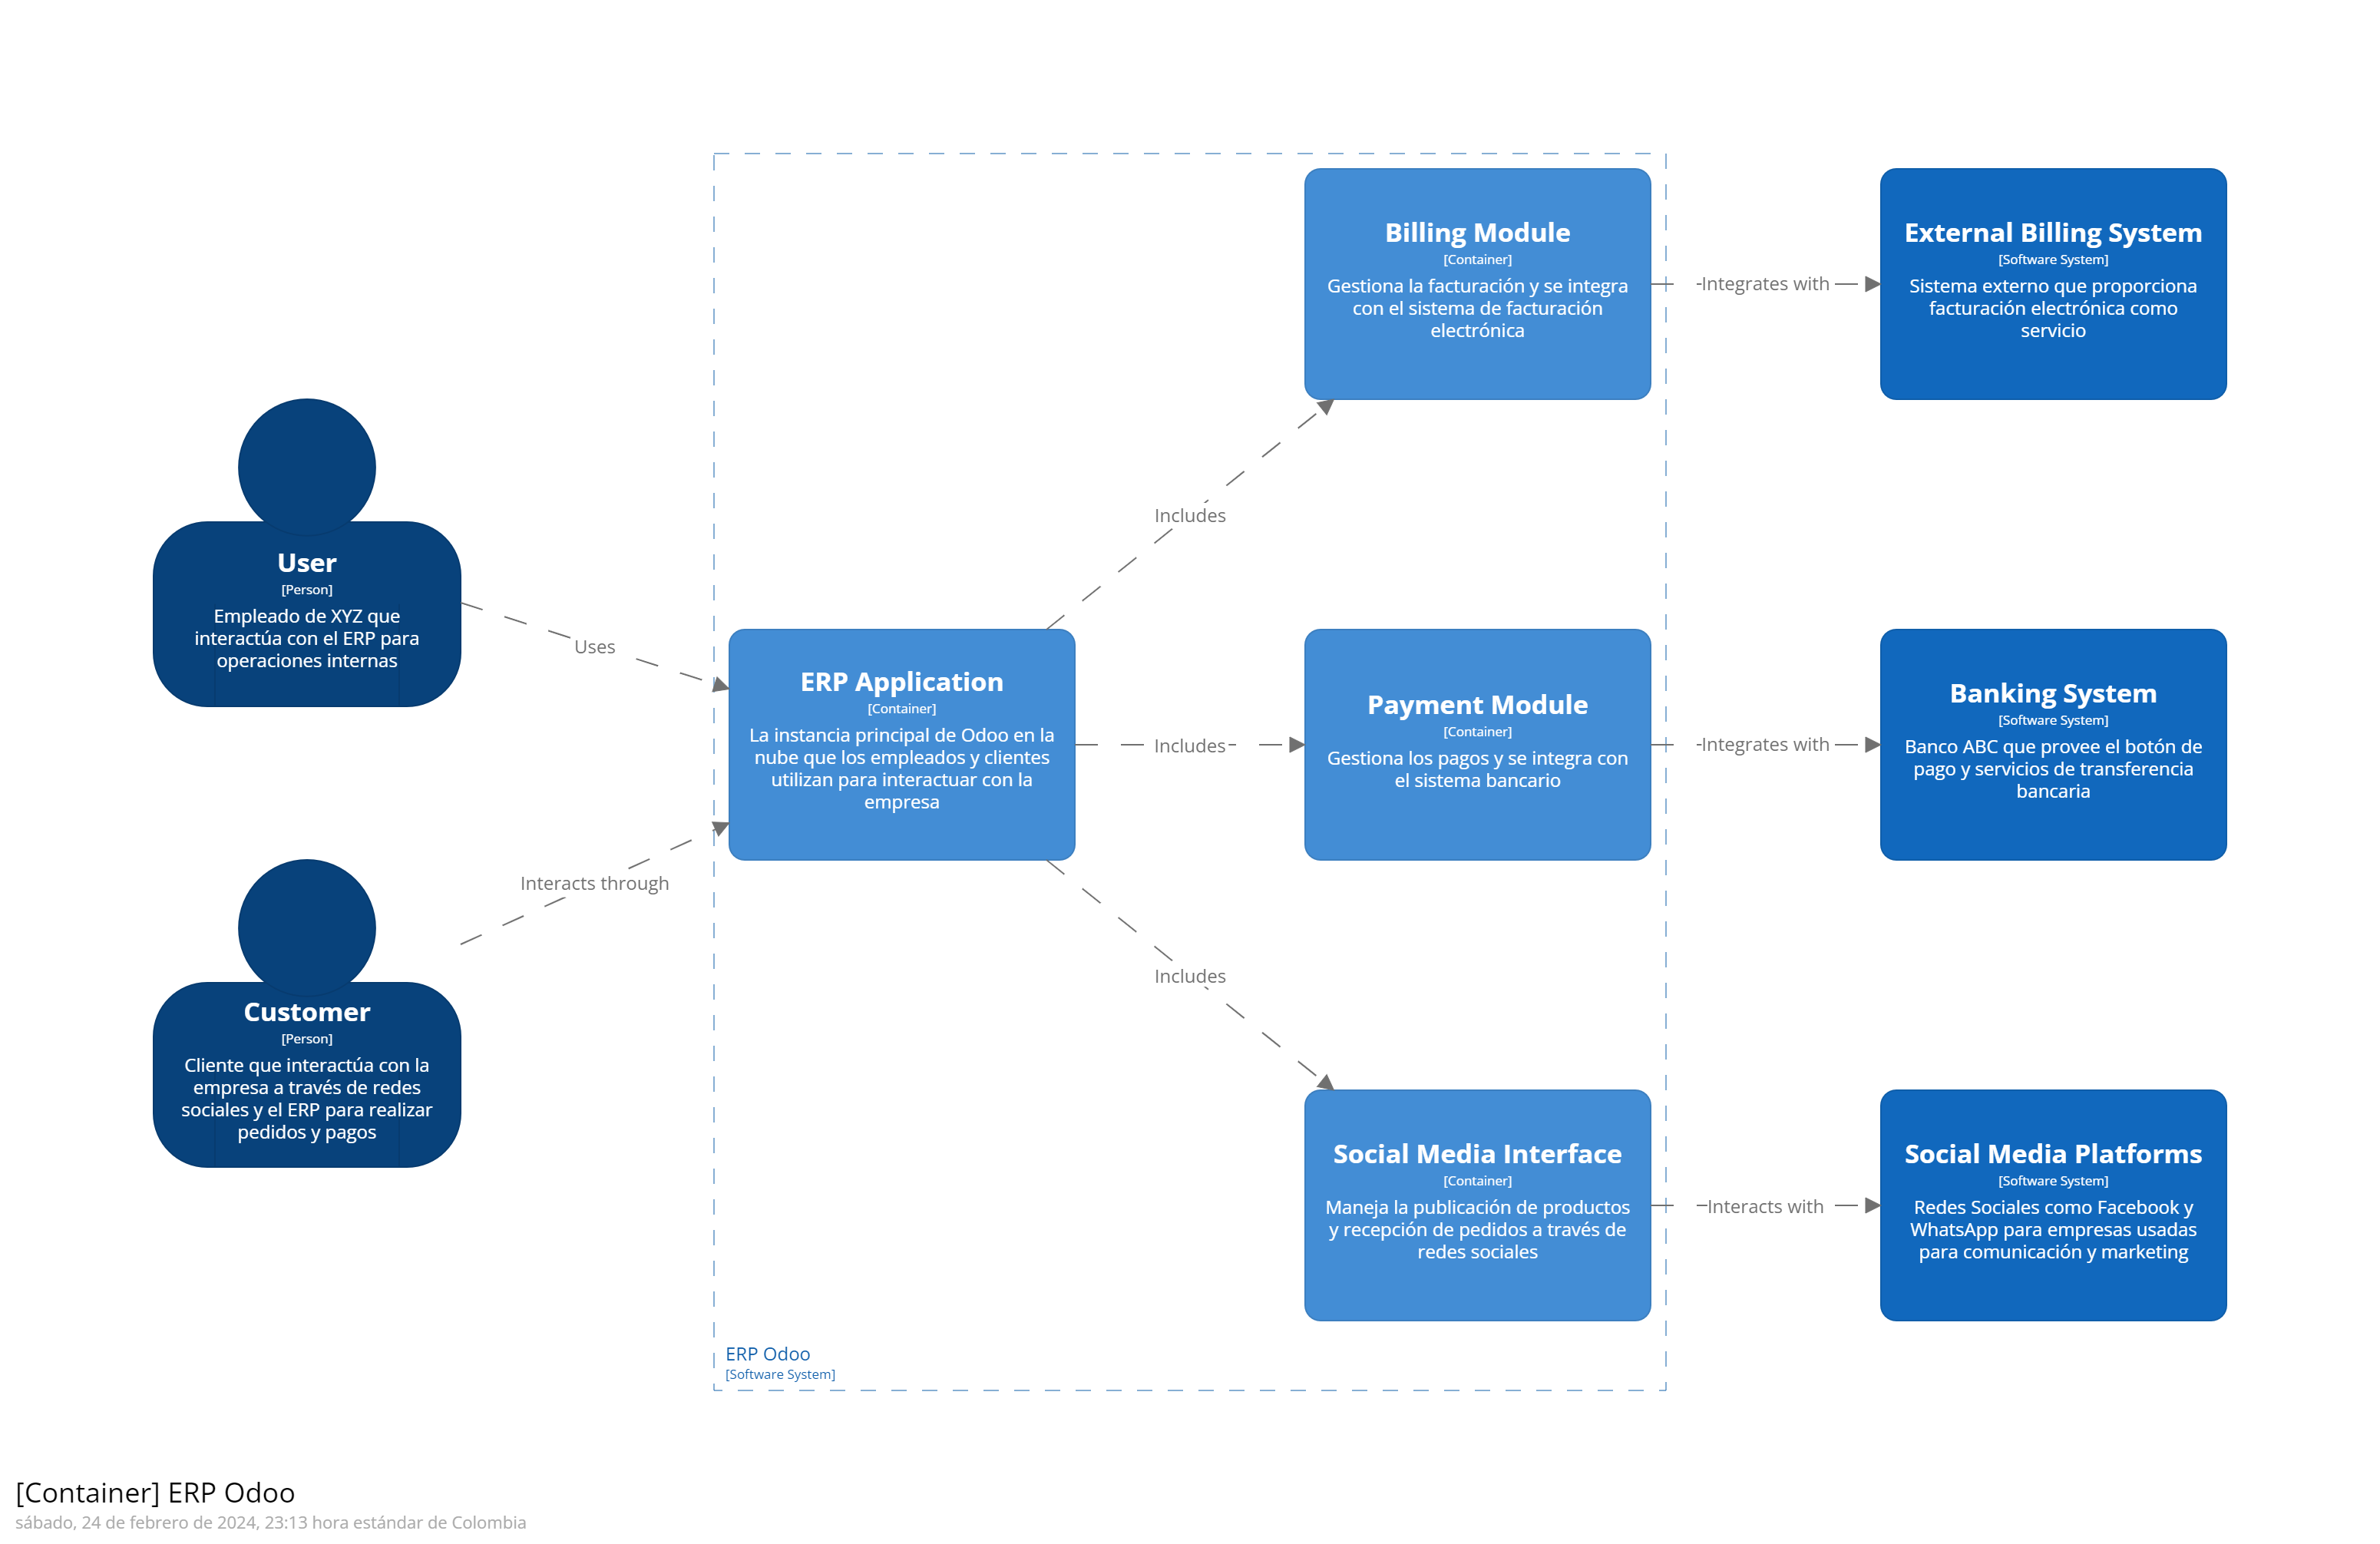 User
[Person]
Empleado de XYZ que
interactúa con el ERP para
operaciones internas
Uses
Customer
[Person]
Cliente que interactúa con la
empresa a través de redes
sociales y el ERP para realizar
pedidos y pagos
Interacts through
ERP Application
[Container]
La instancia principal de Odoo en la
nube que los empleados y clientes
utilizan para interactuar con la
empresa
Includes
Includes
Includes
Billing Module
[Container]
Gestiona la facturación y se integra
con el sistema de facturación
electrónica
Integrates with
External Billing System
[Software System]
Sistema externo que proporciona
facturación electrónica como
servicio
Payment Module
[Container]
Gestiona los pagos y se integra con
el sistema bancario
Integrates with
Banking System
[Software System]
Banco ABC que provee el botón de
pago y servicios de transferencia
bancaria
Social Media Interface
[Container]
Maneja la publicación de productos
y recepción de pedidos a través de
redes sociales
Interacts with
Social Media Platforms
[Software System]
Redes Sociales como Facebook y
WhatsApp para empresas usadas
para comunicación y marketing
ERP Odoo
[Software System]
[Container] ERP Odoo
sábado, 24 de febrero de 2024, 23:13 hora estándar de Colombia